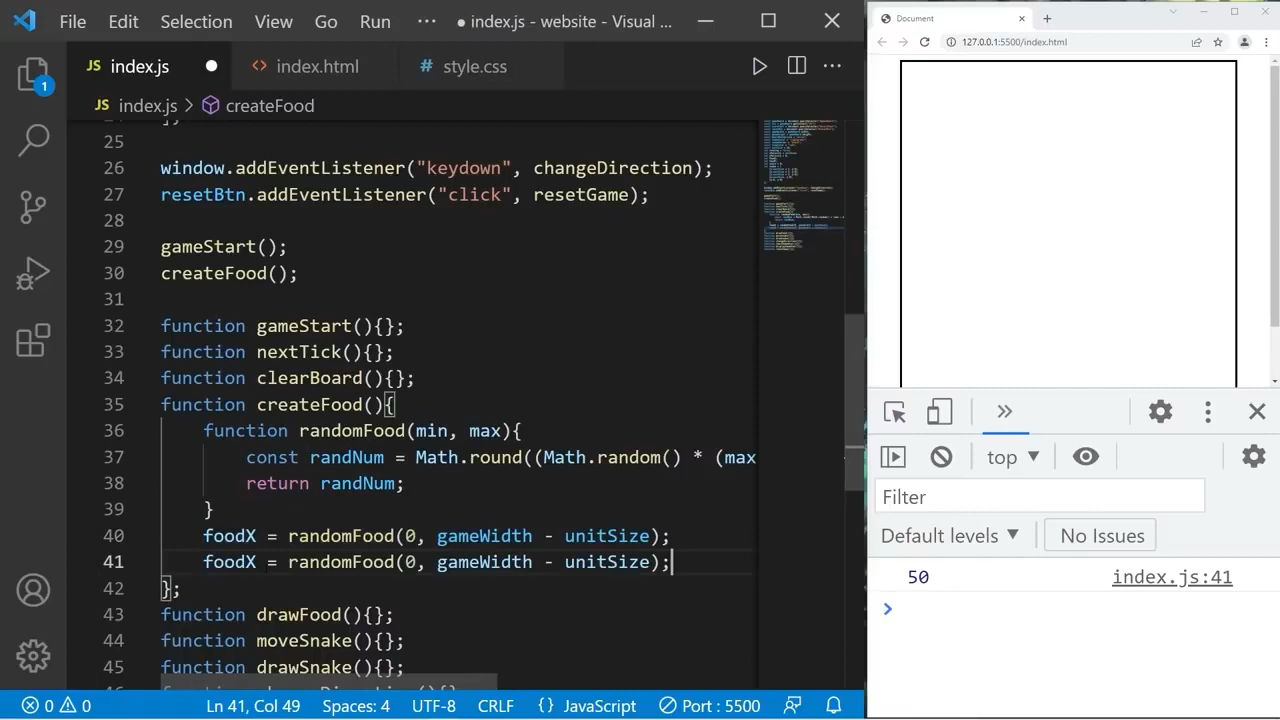 File Edit Selection View Go Run ··· ● index.js - website - Visual ...
JS index.js ● <> index.html # style.css
JS index.js > createFood
25
26 window.addEventListener("keydown", changeDirection);
27 resetBtn.addEventListener("click", resetGame);
28
29 gameStart();
30 createFood();
31
32 function gameStart(){};
33 function nextTick(){};
34 function clearBoard(){};
35 function createFood(){
36 function randomFood(min, max){
37 const randNum = Math.round((Math.random() * (max
38 return randNum;
39 }
40 foodX = randomFood(0, gameWidth - unitSize);
41 foodX = randomFood(0, gameWidth - unitSize);
42 };
43 function drawFood(){};
44 function moveSnake(){};
45 function drawSnake(){};
1
0 0 Ln 41, Col 49 Spaces: 4 UTF-8 CRLF {} JavaScript Port : 5500
Document
127.0.0.1:5500/index.html
top
Filter
Default levels No Issues
50 index.js:41